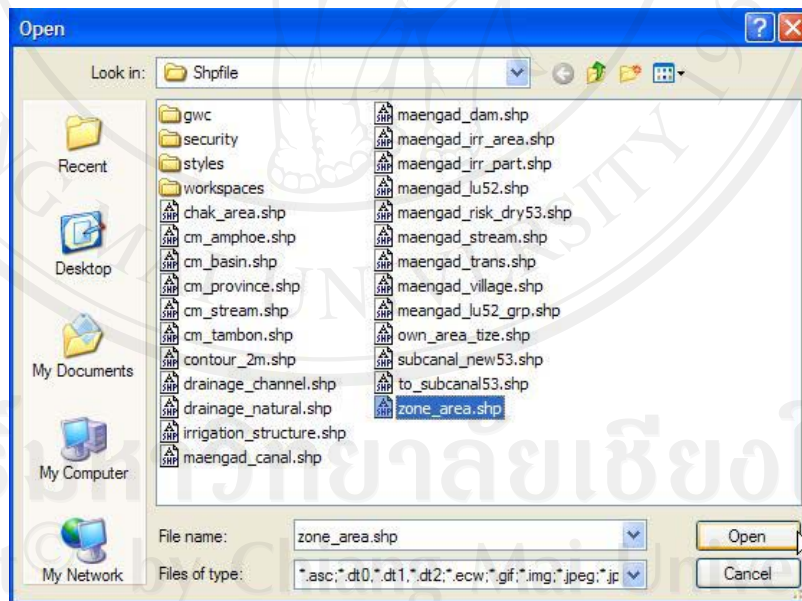 Open
Look in: Shpfile
Recent
Desktop
My Documents
My Computer
My Network
gwc
security
styles
workspaces
chak_area.shp
cm_amphoe.shp
cm_basin.shp
cm_province.shp
cm_stream.shp
cm_tambon.shp
contour_2m.shp
drainage_channel.shp
drainage_natural.shp
irrigation_structure.shp
maengad_canal.shp
maengad_dam.shp
maengad_irr_area.shp
maengad_irr_part.shp
maengad_lu52.shp
maengad_risk_dry53.shp
maengad_stream.shp
maengad_trans.shp
maengad_village.shp
meangad_lu52_grp.shp
own_area_tize.shp
subcanal_new53.shp
to_subcanal53.shp
zone_area.shp
File name: zone_area.shp Open
Files of type: *.asc;*.dt0,*.dt1,*.dt2;*.ecw;*.gif;*.img;*.jpeg;*.jp Cancel
by Chiang Mai